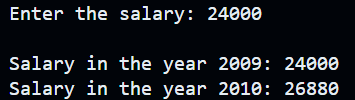 Enter the salary: 24000
Salary in the year 2009: 24000
Salary in the year 2010: 26880